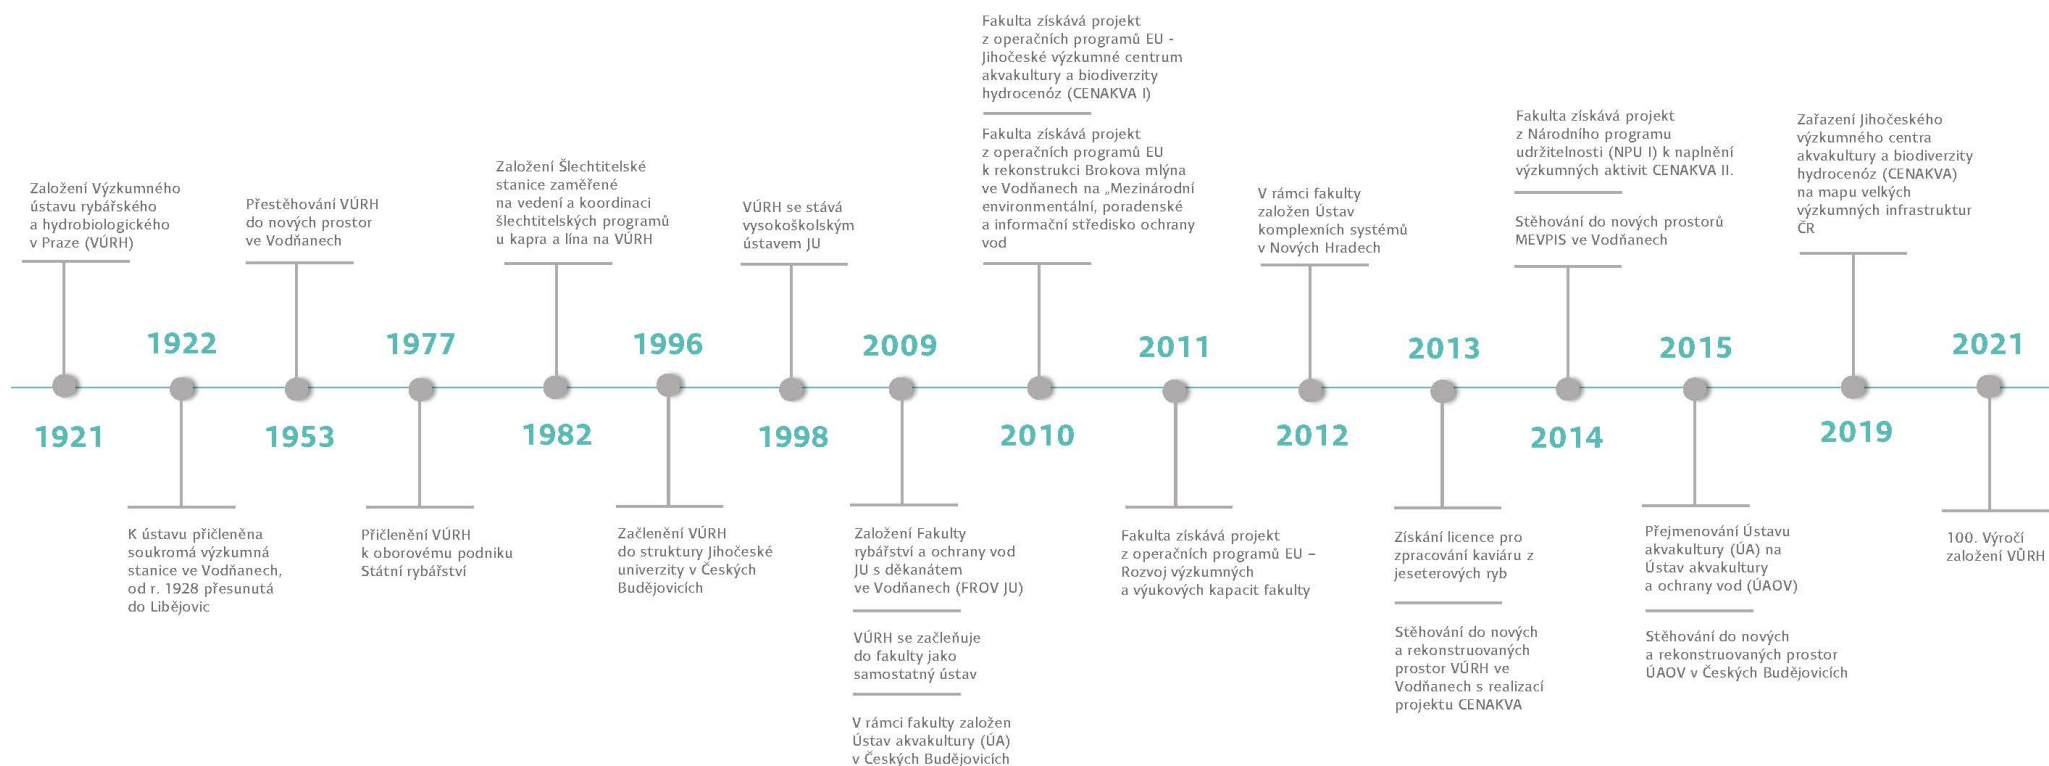 Založení Výzkumného
ústavu rybářského
a hydrobiologického
v Praze (VÚRH)
1921
1922
K ústavu přičleněna
soukromá výzkumná
stanice ve Vodňanech,
od r. 1928 přesunutá
do Libějovic
Přestěhování VÚRH
do nových prostor
ve Vodňanech
1953
1977
Přičlenění VÚRH
k oborovému podniku
Státní rybářství
Založení Šlechtitelské
stanice zaměřené
na vedení a koordinaci
šlechtitelských programů
u kapra a lína na VÚRH
1982
1996
Začlenění VÚRH
do struktury Jihočeské
univerzity v Českých
Budějovicích
VÚRH se stává
vysokoškolským
ústavem JU
1998
2009
Založení Fakulty
rybářství a ochrany vod
JU s děkanátem
ve Vodňanech (FROV JU)
VÚRH se začleňuje
do fakulty jako
samostatný ústav
V rámci fakulty založen
Ústav akvakultury (ÚA)
v Českých Budějovicích
Fakulta získává projekt
z operačních programů EU -
Jihočeské výzkumné centrum
akvakultury a biodiverzity
hydrocenóz (CENAKVA I)
Fakulta získává projekt
z operačních programů EU
k rekonstrukci Brokova mlýna
ve Vodňanech na „Mezinárodní
environmentální, poradenské
a informační středisko ochrany
vod
2010
2011
Fakulta získává projekt
z operačních programů EU –
Rozvoj výzkumných
a výukových kapacit fakulty
V rámci fakulty
založen Ústav
komplexních systémů
v Nových Hradech
2012
2013
Získání licence pro
zpracování kaviáru z
jeseterových ryb
Stěhování do nových
a rekonstruovaných
prostor VÚRH ve
Vodňanech s realizací
projektu CENAKVA
Fakulta získává projekt
z Národního programu
udržitelnosti (NPU I) k naplnění
výzkumných aktivit CENAKVA II.
Stěhování do nových prostorů
MEVPIS ve Vodňanech
2014
2015
Přejmenování Ústavu
akvakultury (ÚA) na
Ústav akvakultury
a ochrany vod (ÚAOV)
Stěhování do nových
a rekonstruovaných prostor
ÚAOV v Českých Budějovicích
Zařazení Jihočeského
výzkumného centra
akvakultury a biodiverzity
hydrocenóz (CENAKVA)
na mapu velkých
výzkumných infrastruktur
ČR
2019
2021
100. Výročí
založení VŮRH